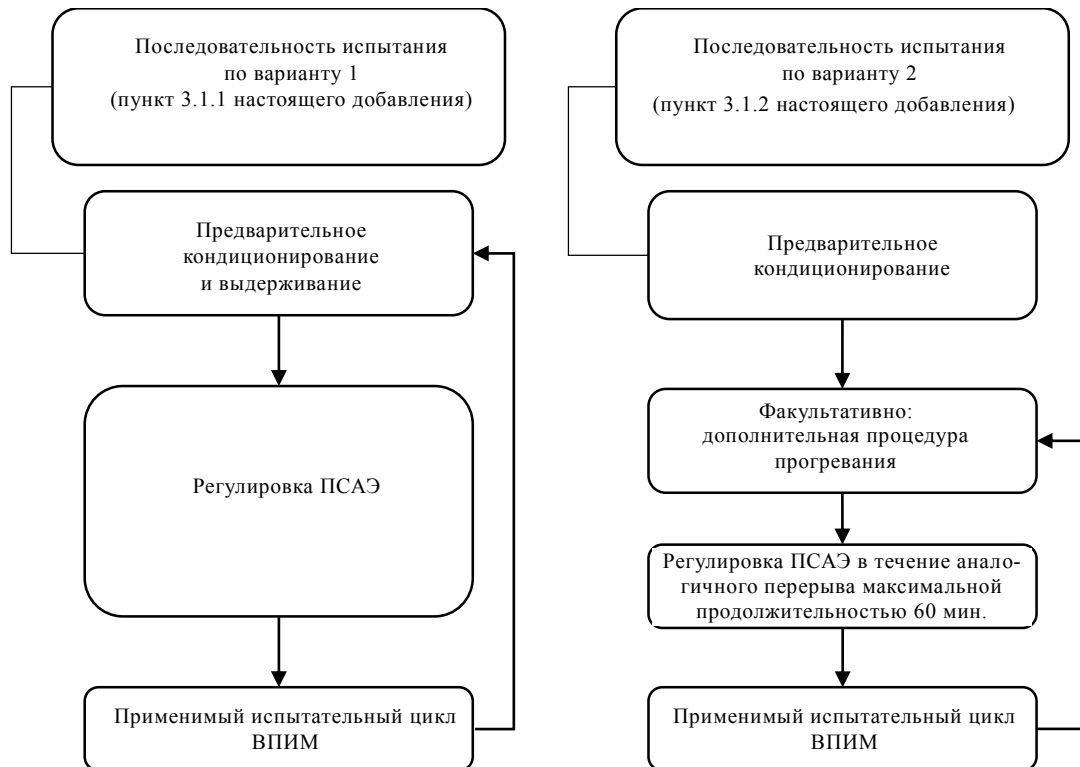 Последовательность испытания
по варианту 1
(пункт 3.1.1 настоящего добавления)
Предварительное
кондиционирование
и выдерживание
Регулировка ПСАЭ
Применимый испытательный цикл
ВПИМ
Последовательность испытания
по варианту 2
(пункт 3.1.2 настоящего добавления)
Предварительное
кондиционирование
Факультативно:
дополнительная процедура
прогревания
Регулировка ПСАЭ в течение анало-
гичного перерыва максимальной
продолжительностью 60 мин.
Применимый испытательный цикл
ВПИМ